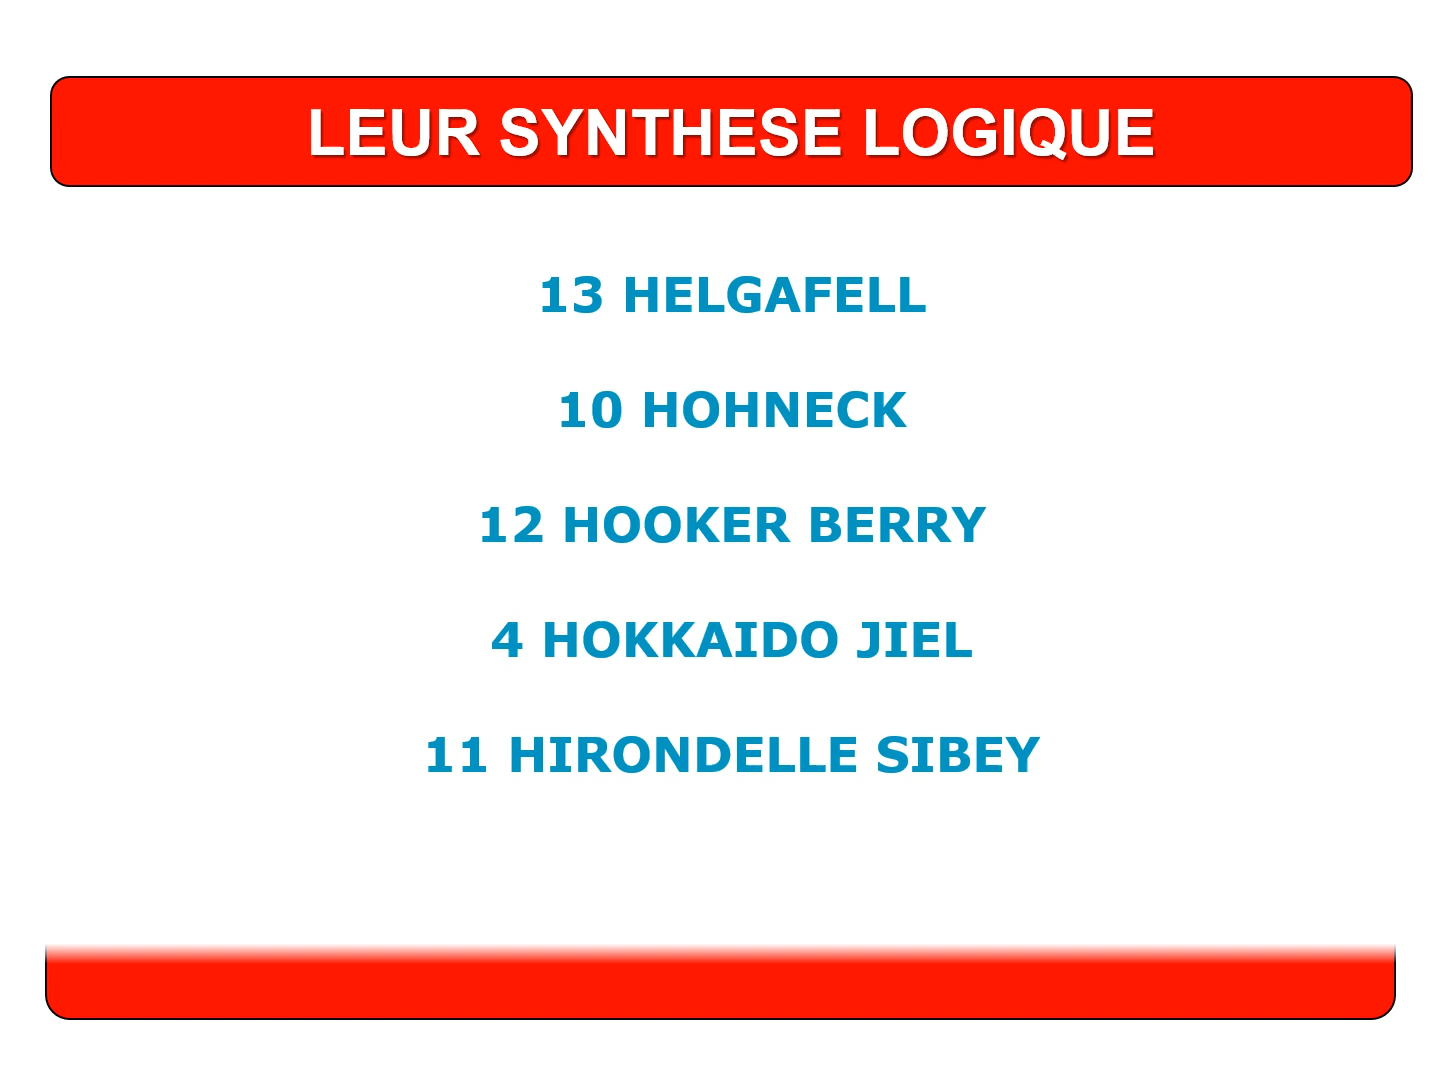 LEUR SYNTHESE LOGIQUE
13 HELGAFELL
10 HOHNECK
12 HOOKER BERRY
4 HOKKAIDO JIEL
11 HIRONDELLE SIBEY